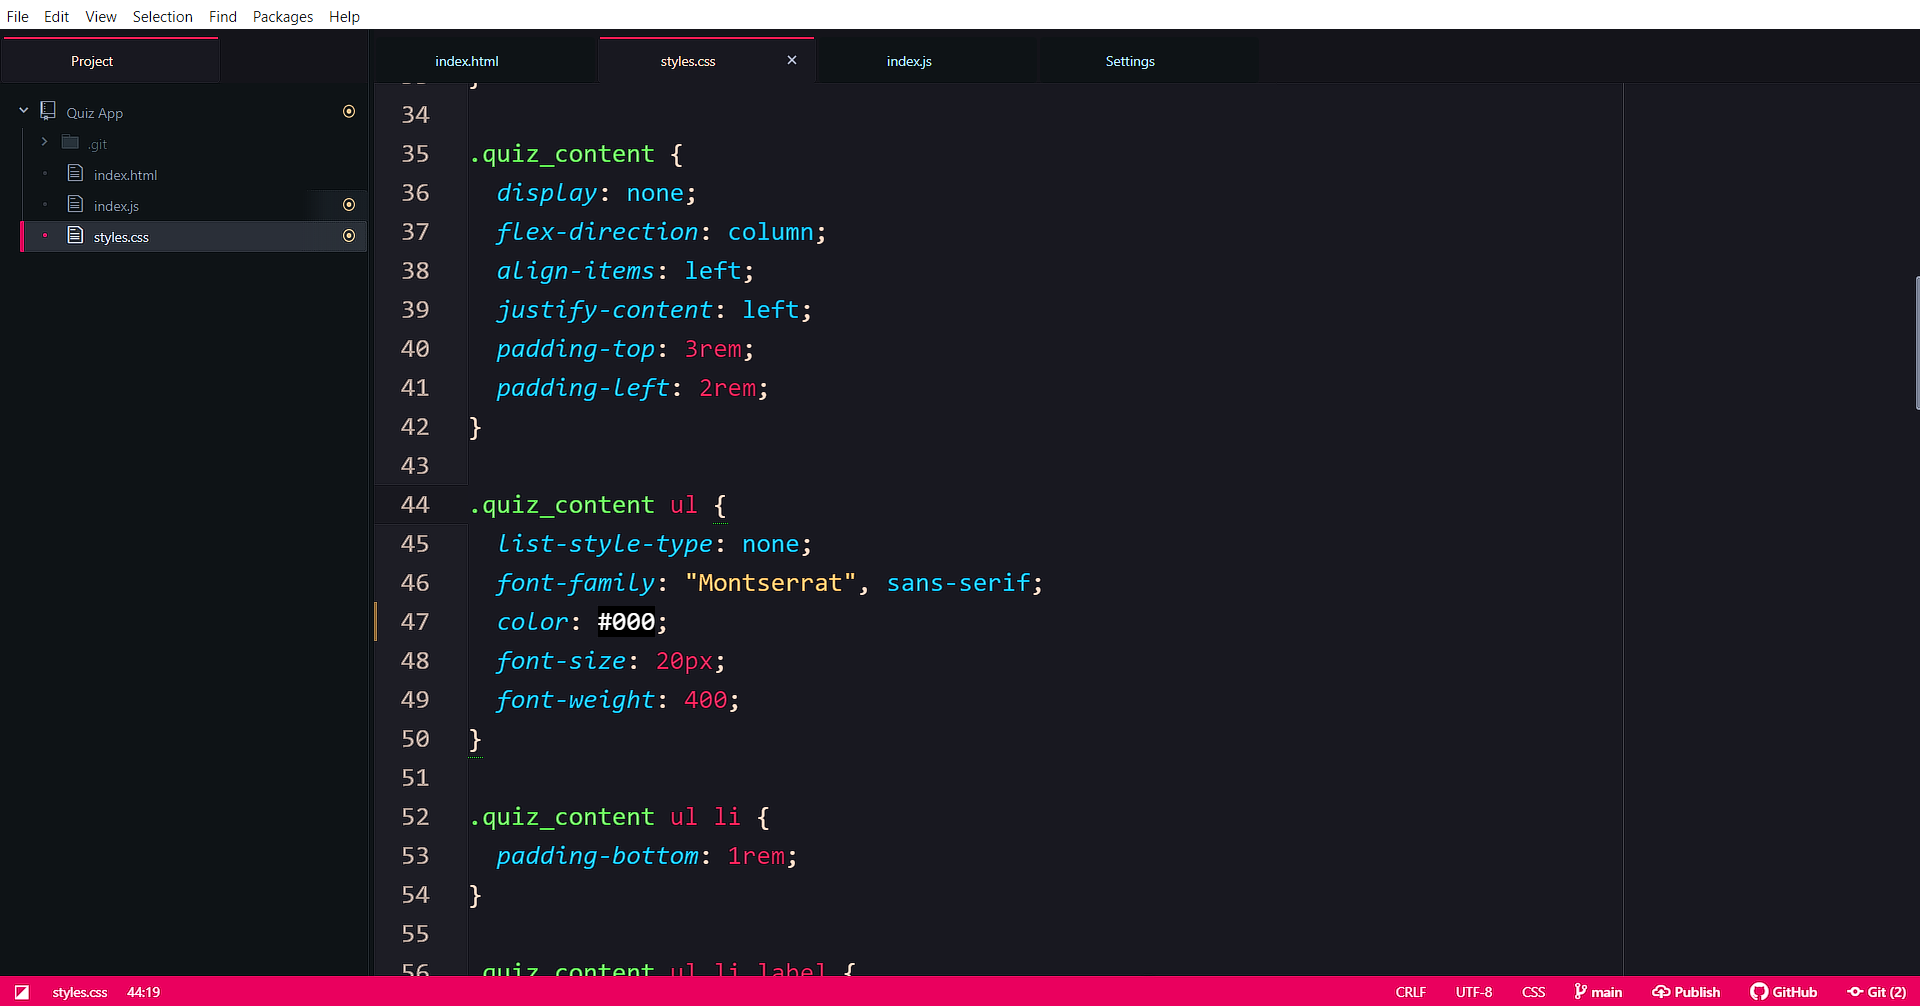 File Edit View Selection Find Packages Help
Project index.html styles.css × index.js Settings
Quiz App
.git
index.html
index.js
styles.css
}
34
35 .quiz_content {
36 display: none;
37 flex-direction: column;
38 align-items: left;
39 justify-content: left;
40 padding-top: 3rem;
41 padding-left: 2rem;
42 }
43
44 .quiz_content ul {
45 list-style-type: none;
46 font-family: "Montserrat", sans-serif;
47 color: #000;
48 font-size: 20px;
49 font-weight: 400;
50 }
51
52 .quiz_content ul li {
53 padding-bottom: 1rem;
54 }
55
56 .quiz_content ul li label {
styles.css 44:19 CRLF UTF-8 CSS main Publish GitHub Git (2)